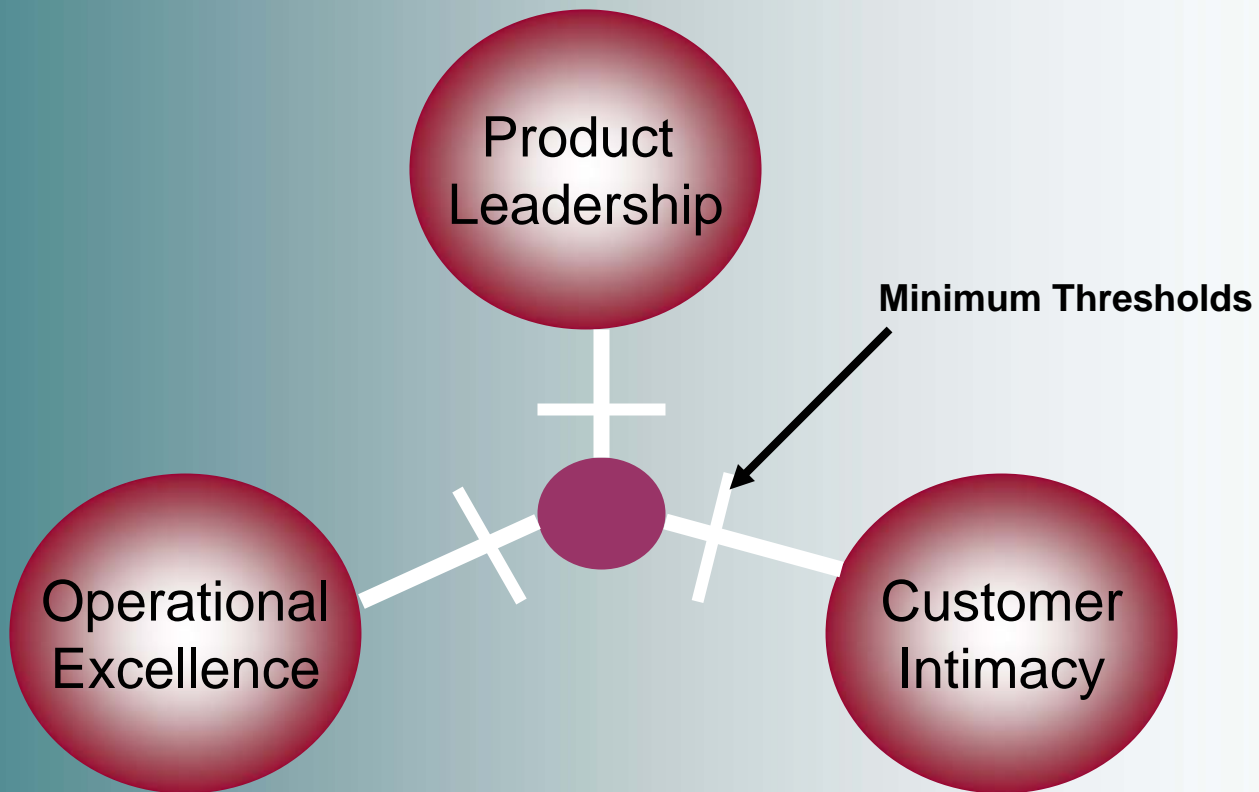 Product
Leadership
Minimum Thresholds
Operational
Excellence
Customer
Intimacy